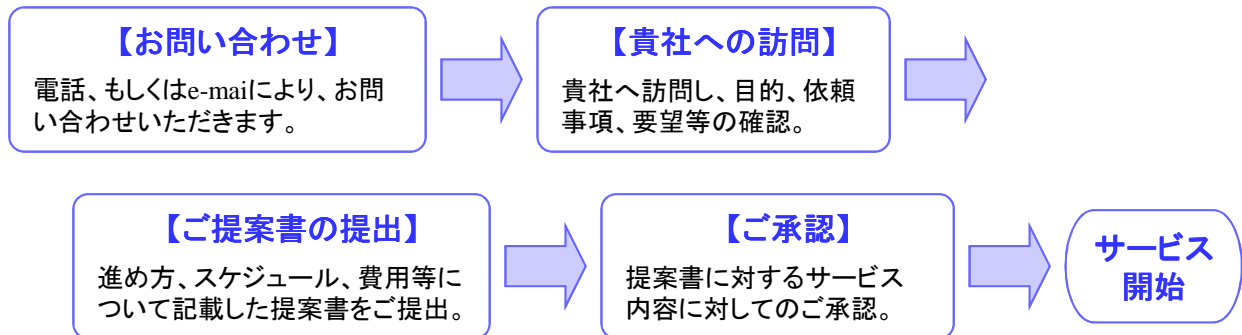 【お問い合わせ】
電話、もしくはe-maiにより、お問
い合わせいただきます。
【貴社への訪問】
貴社へ訪問し、目的、依頼
事項、要望等の確認。
【ご提案書の提出】
進め方、スケジュール、費用等に
ついて記載した提案書をご提出。
【ご承認】
提案書に対するサービス
内容に対してのご承認。
サービス
開始